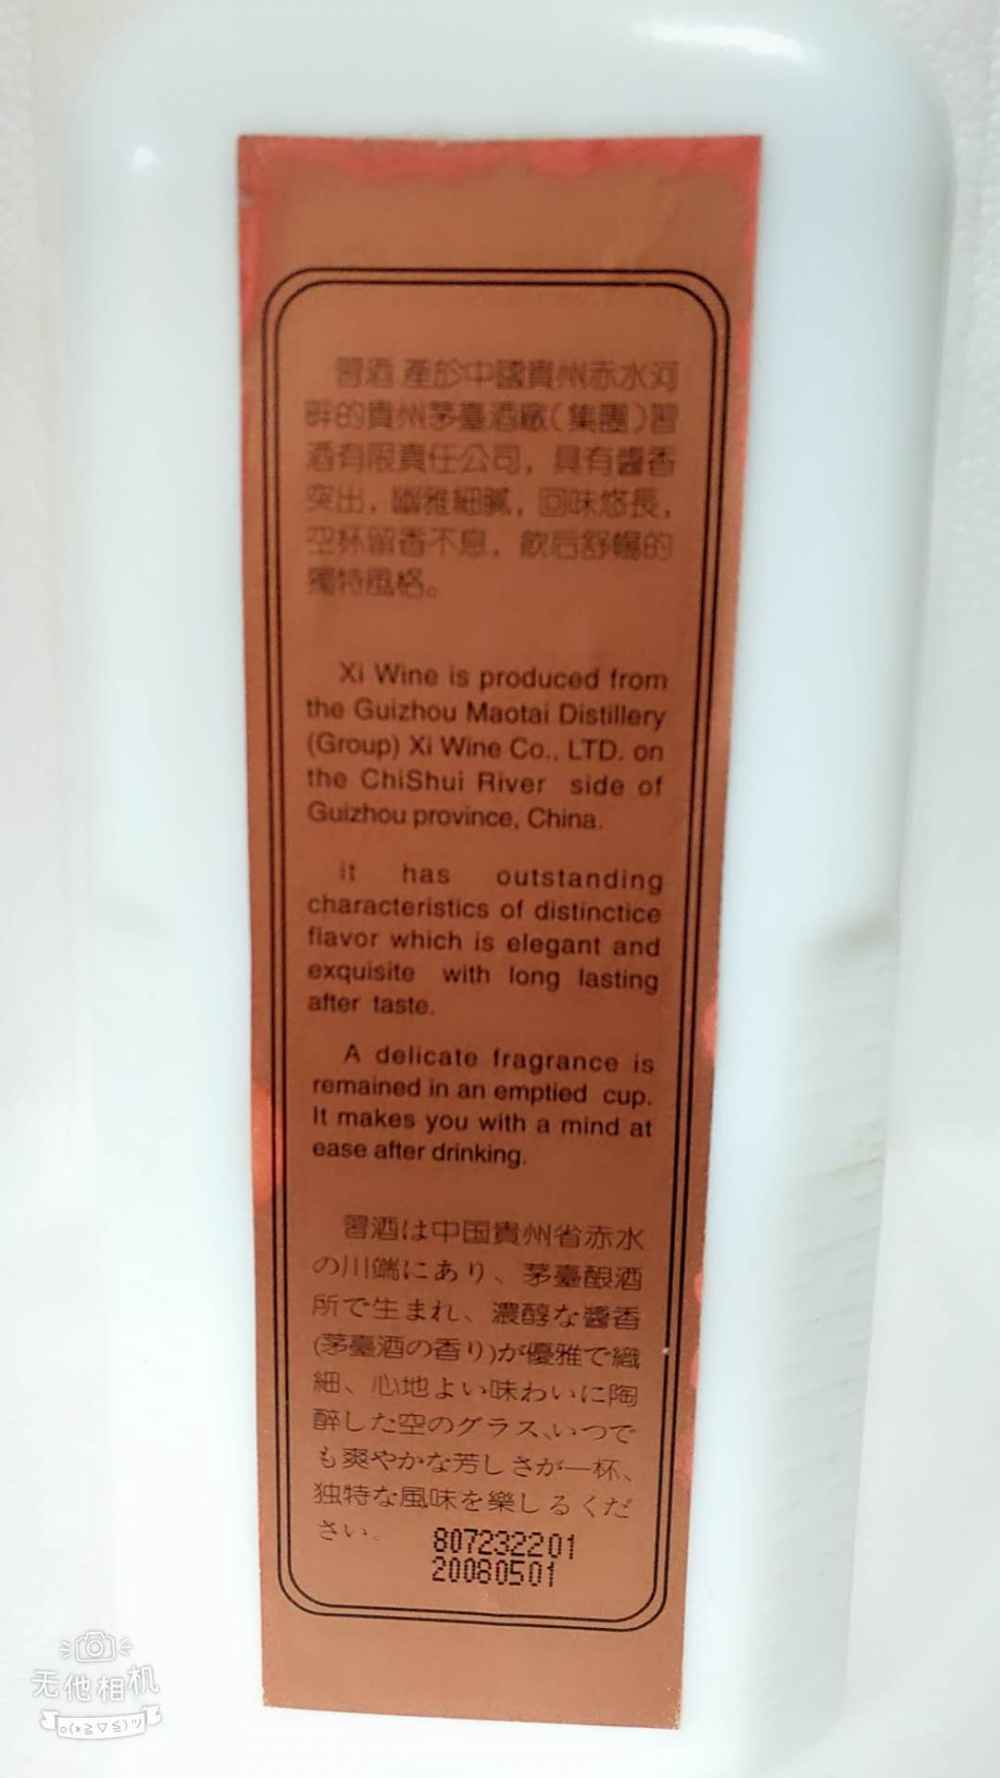 習酒 產於中國貴州赤水河
畔的貴州茅臺酒廠(集團)習
酒有限責任公司，具有醬香
突出，幽雅細膩，回味悠長，
空杯留香不息，飲后舒暢的
獨特風格。
Xi Wine is produced from
the Guizhou Maotai Distillery
(Group) Xi Wine Co., LTD. on
the ChiShui River side of
Guizhou province, China.
it has outstanding
characteristics of distinctice
flavor which is elegant and
exquisite with long lasting
after taste.
A delicate fragrance is
remained in an emptied cup.
It makes you with a mind at
ease after drinking.
習酒は中国貴州省赤水
の川端にあり、茅臺酿酒
所で生まれ、濃醇な醬香
(茅臺酒の香り)が優雅で織
細、心地よい味わいに陶
醉した空のグラス、いつで
も爽やかな芳しさが一杯、
独特な風味を樂しるくだ
さい。
8072322 01
20080501
无他相机
o(*≧▽≦)ツ